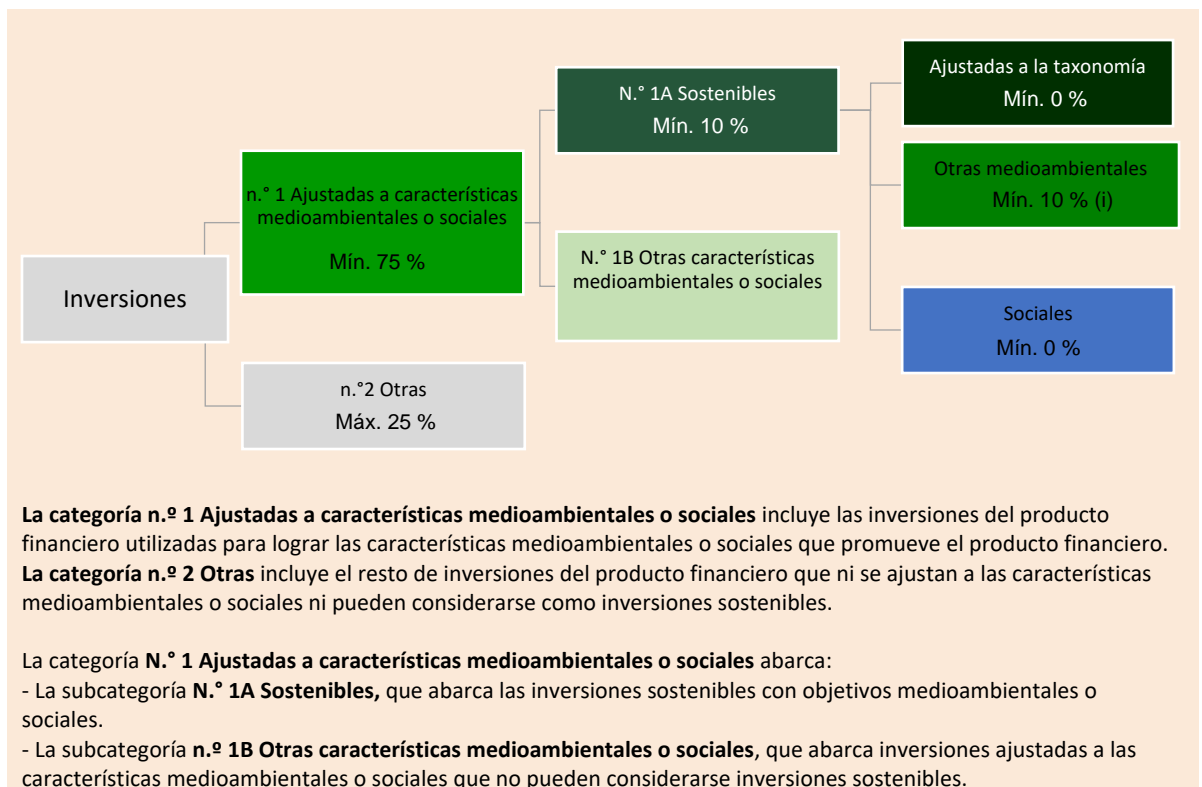 Inversiones
n.° 1 Ajustadas a características
medioambientales o sociales
Mín. 75 %
n.°2 Otras
Máx. 25 %
N.° 1A Sostenibles
Mín. 10 %
N.° 1B Otras características
medioambientales o sociales
Ajustadas a la taxonomía
Mín. 0 %
Otras medioambientales
Mín. 10 % (i)
Sociales
Mín. 0 %
La categoría n.º 1 Ajustadas a características medioambientales o sociales incluye las inversiones del producto
financiero utilizadas para lograr las características medioambientales o sociales que promueve el producto financiero.
La categoría n.º 2 Otras incluye el resto de inversiones del producto financiero que ni se ajustan a las características
medioambientales o sociales ni pueden considerarse como inversiones sostenibles.
La categoría N.° 1 Ajustadas a características medioambientales o sociales abarca:
- La subcategoría N.° 1A Sostenibles, que abarca las inversiones sostenibles con objetivos medioambientales o
sociales.
- La subcategoría n.º 1B Otras características medioambientales o sociales, que abarca inversiones ajustadas a las
características medioambientales o sociales que no pueden considerarse inversiones sostenibles.